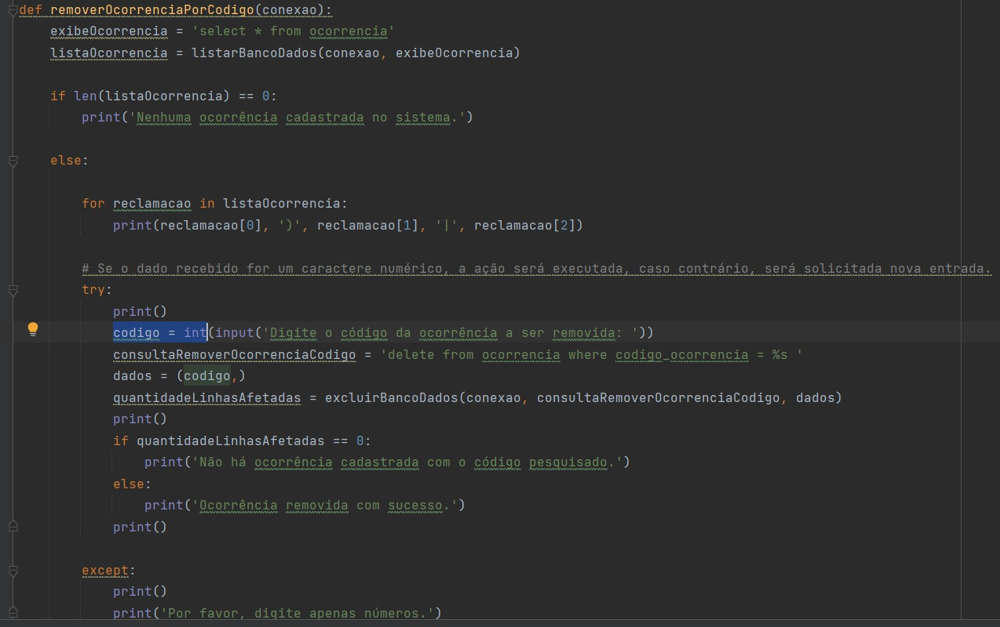 def removerOcorrenciaPorCodigo(conexao):
    exibeOcorrencia = 'select * from ocorrencia'
    listaOcorrencia = listarBancoDados(conexao, exibeOcorrencia)
    if len(listaOcorrencia) == 0:
        print('Nenhuma ocorrência cadastrada no sistema.')
    else:
        for reclamacao in listaOcorrencia:
            print(reclamacao[0], ')', reclamacao[1], '|', reclamacao[2])
        # Se o dado recebido for um caractere numérico, a ação será executada, caso contrário, será solicitada nova entrada.
        try:
            print()
            codigo = int(input('Digite o código da ocorrência a ser removida: '))
            consultaRemoverOcorrenciaCodigo = 'delete from ocorrencia where codigo_ocorrencia = %s '
            dados = (codigo,)
            quantidadeLinhasAfetadas = excluirBancoDados(conexao, consultaRemoverOcorrenciaCodigo, dados)
            print()
            if quantidadeLinhasAfetadas == 0:
                print('Não há ocorrência cadastrada com o código pesquisado.')
            else:
                print('Ocorrência removida com sucesso.')
            print()
        except:
            print()
            print('Por favor, digite apenas números.')